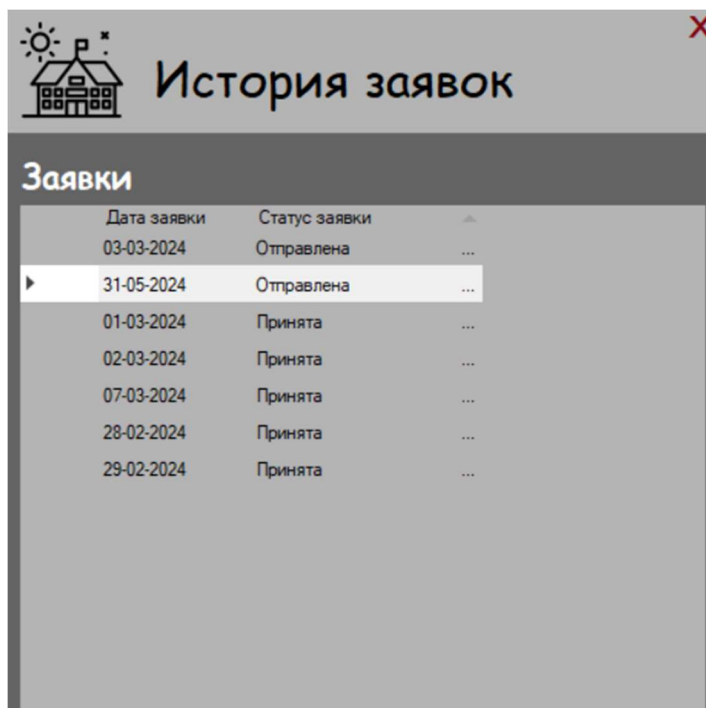 X
История заявок
Заявки
Дата заявки Статус заявки
03-03-2024 Отправлена ...
31-05-2024 Отправлена ...
01-03-2024 Принята ...
02-03-2024 Принята ...
07-03-2024 Принята ...
28-02-2024 Принята ...
29-02-2024 Принята ...